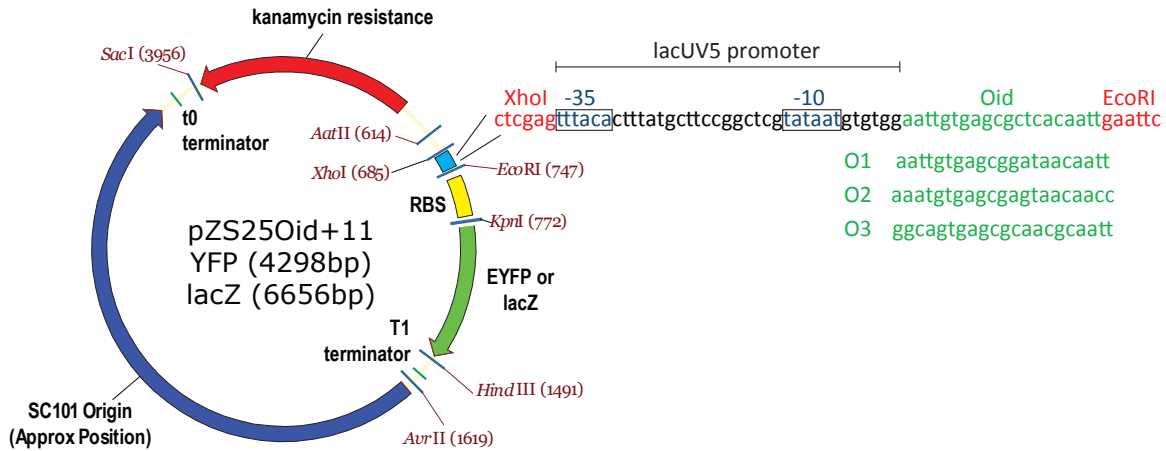 kanamycin resistance
SacI (3956)
t0
terminator
AatII (614)
XhoI (685)
EcoRI (747)
RBS
KpnI (772)
pZS25Oid+11
YFP (4298bp)
lacZ (6656bp)
EYFP or
lacZ
T1
terminator
HindIII (1491)
AvrII (1619)
SC101 Origin
(Approx Position)
lacUV5 promoter
XhoI -35 -10 Oid EcoRI
ctcgagtttacactttatgcttccggctcgtataatgtgtggaattgtgagcgctcacaattgaattc
O1 aattgtgagcggataacaatt
O2 aaatgtgagcgagtaacaacc
O3 ggcagtgagcgcaacgcaatt